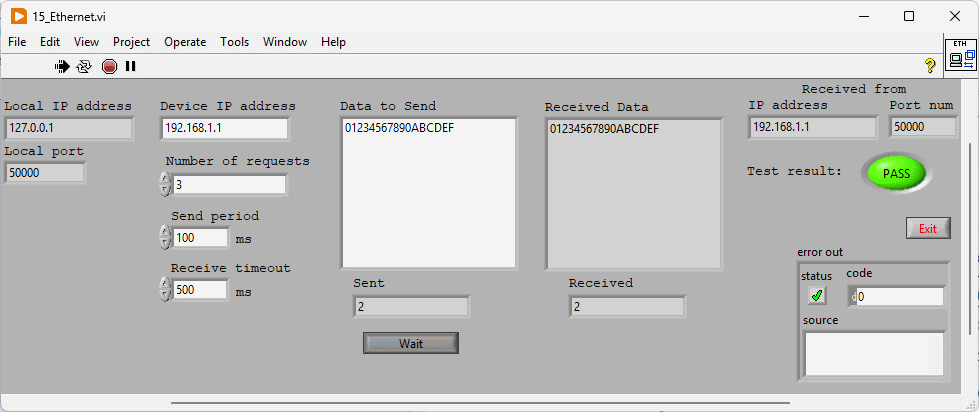 15_Ethernet.vi
File Edit View Project Operate Tools Window Help
?
ETH
Local IP address
127.0.0.1
Local port
50000
Device IP address
192.168.1.1
Number of requests
3
Send period
100 ms
Receive timeout
500 ms
Data to Send
01234567890ABCDEF
Sent
2
Wait
Received Data
01234567890ABCDEF
Received
2
Received from
IP address Port num
192.168.1.1 50000
Test result: PASS
Exit
error out
status code
d 0
source